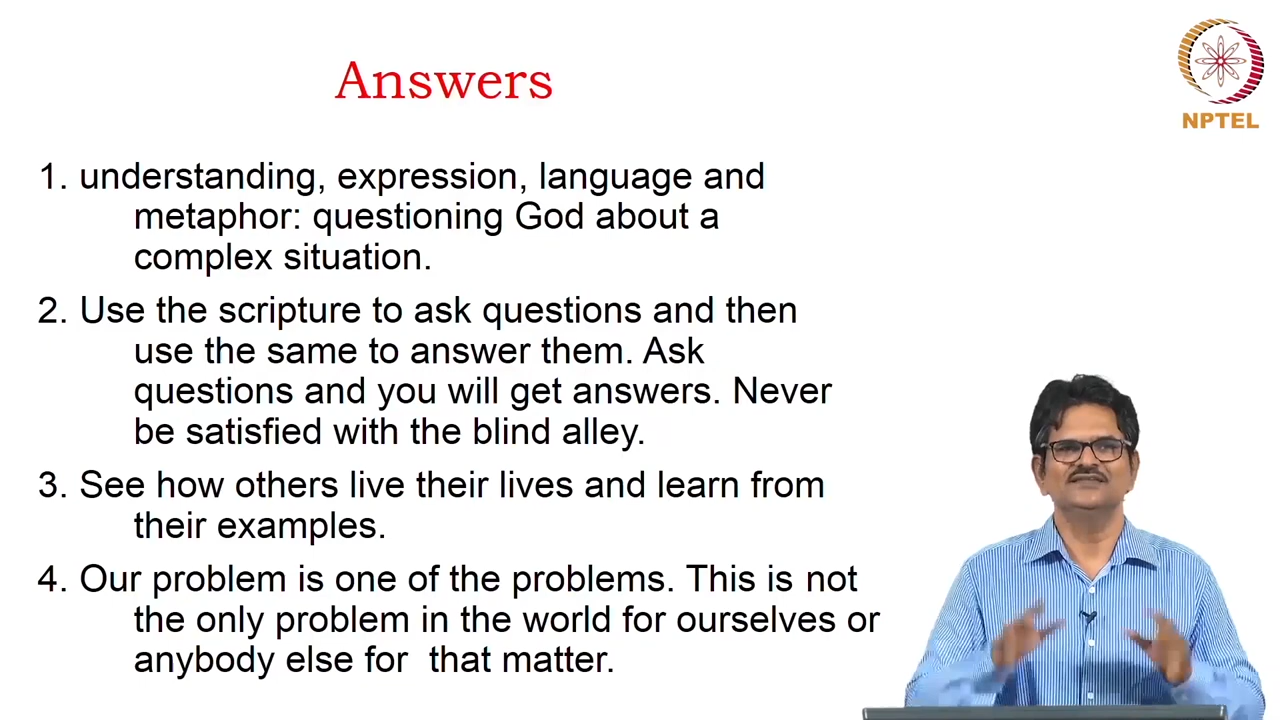 Answers
NPTEL
1. understanding, expression, language and
metaphor: questioning God about a
complex situation.
2. Use the scripture to ask questions and then
use the same to answer them. Ask
questions and you will get answers. Never
be satisfied with the blind alley.
3. See how others live their lives and learn from
their examples.
4. Our problem is one of the problems. This is not
the only problem in the world for ourselves or
anybody else for  that matter.